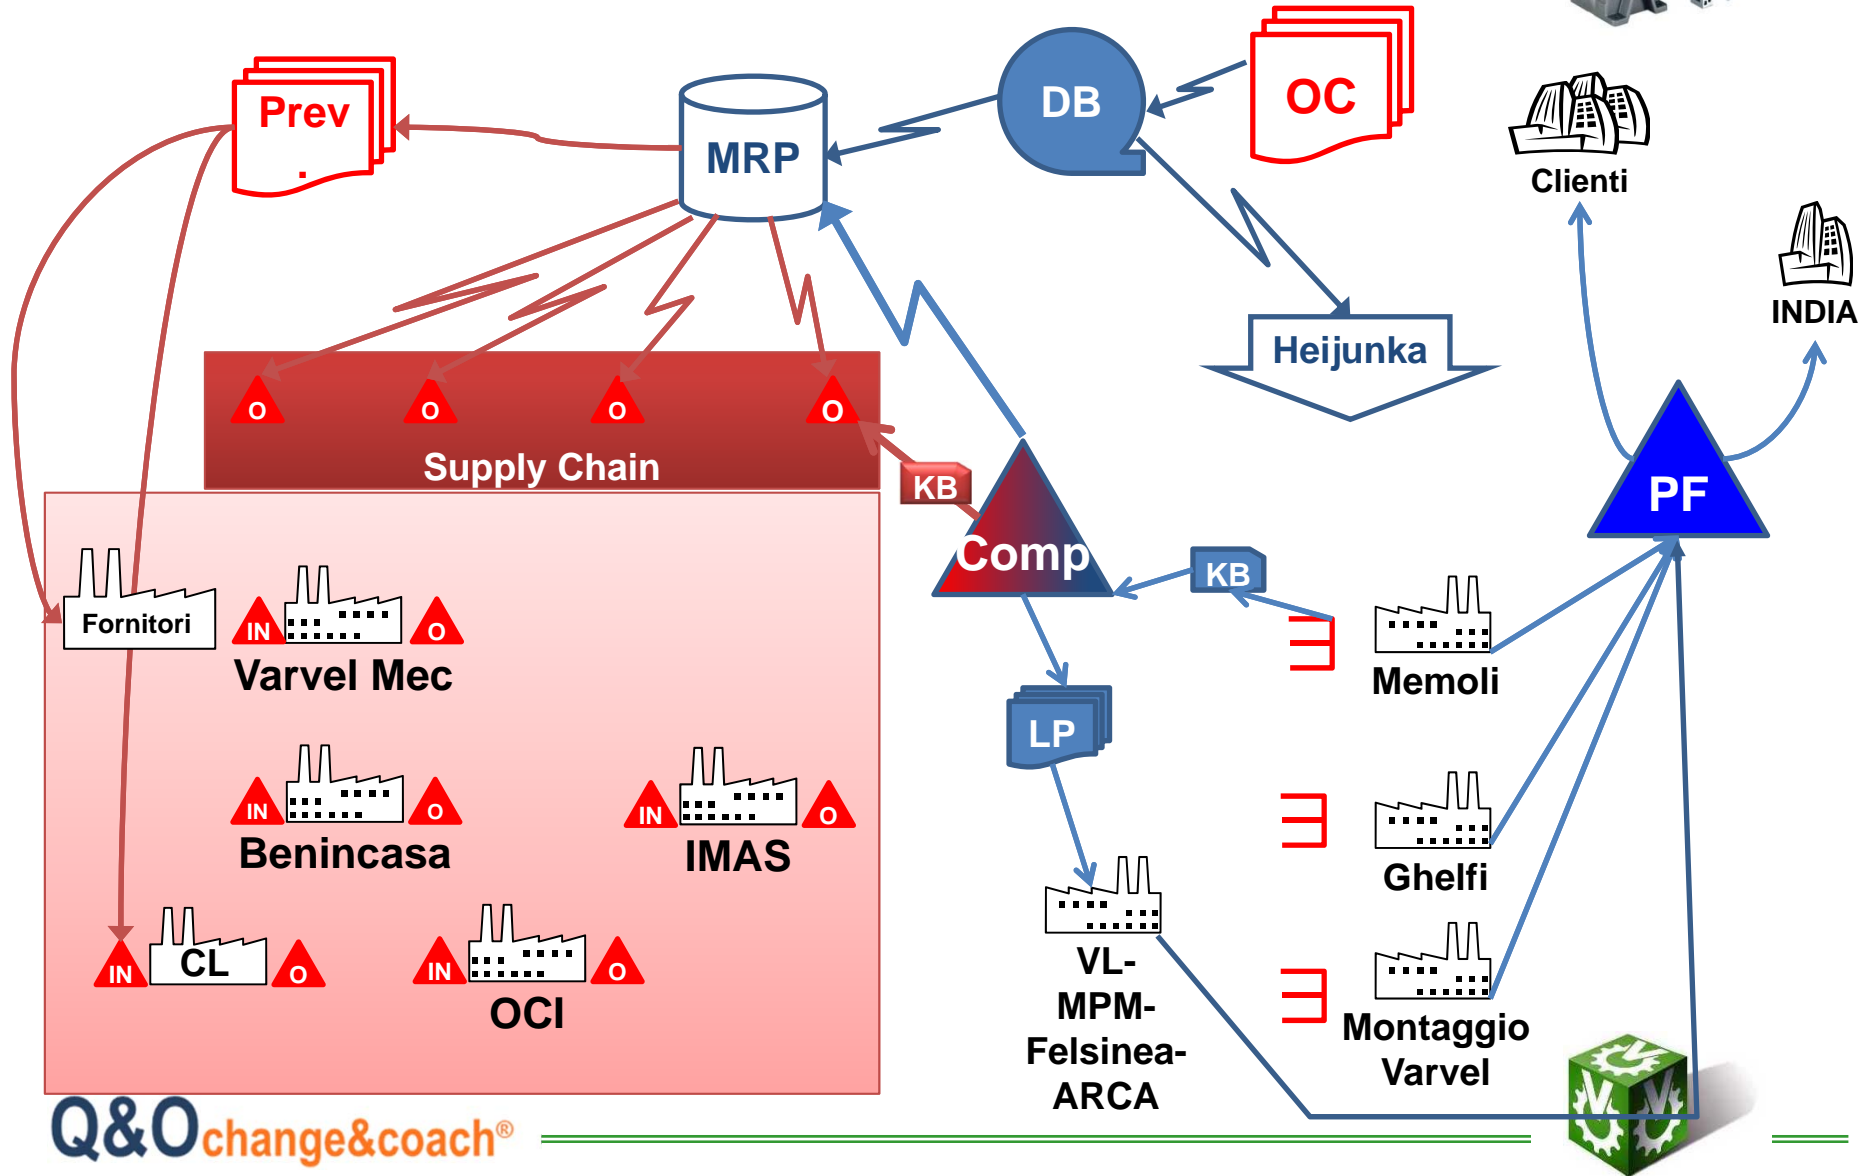 Prev
.
MRP
DB
OC
Clienti
INDIA
Heijunka
O
O
O
O
Supply Chain
KB
Comp
PF
KB
Fornitori
IN
O
Varvel Mec
Memoli
LP
IN
O
Benincasa
IN
O
IMAS
Ghelfi
IN
CL
O
IN
O
OCI
VL-
MPM-
Felsinea-
ARCA
Montaggio
Varvel
Q&O change&coach®
V
V
V